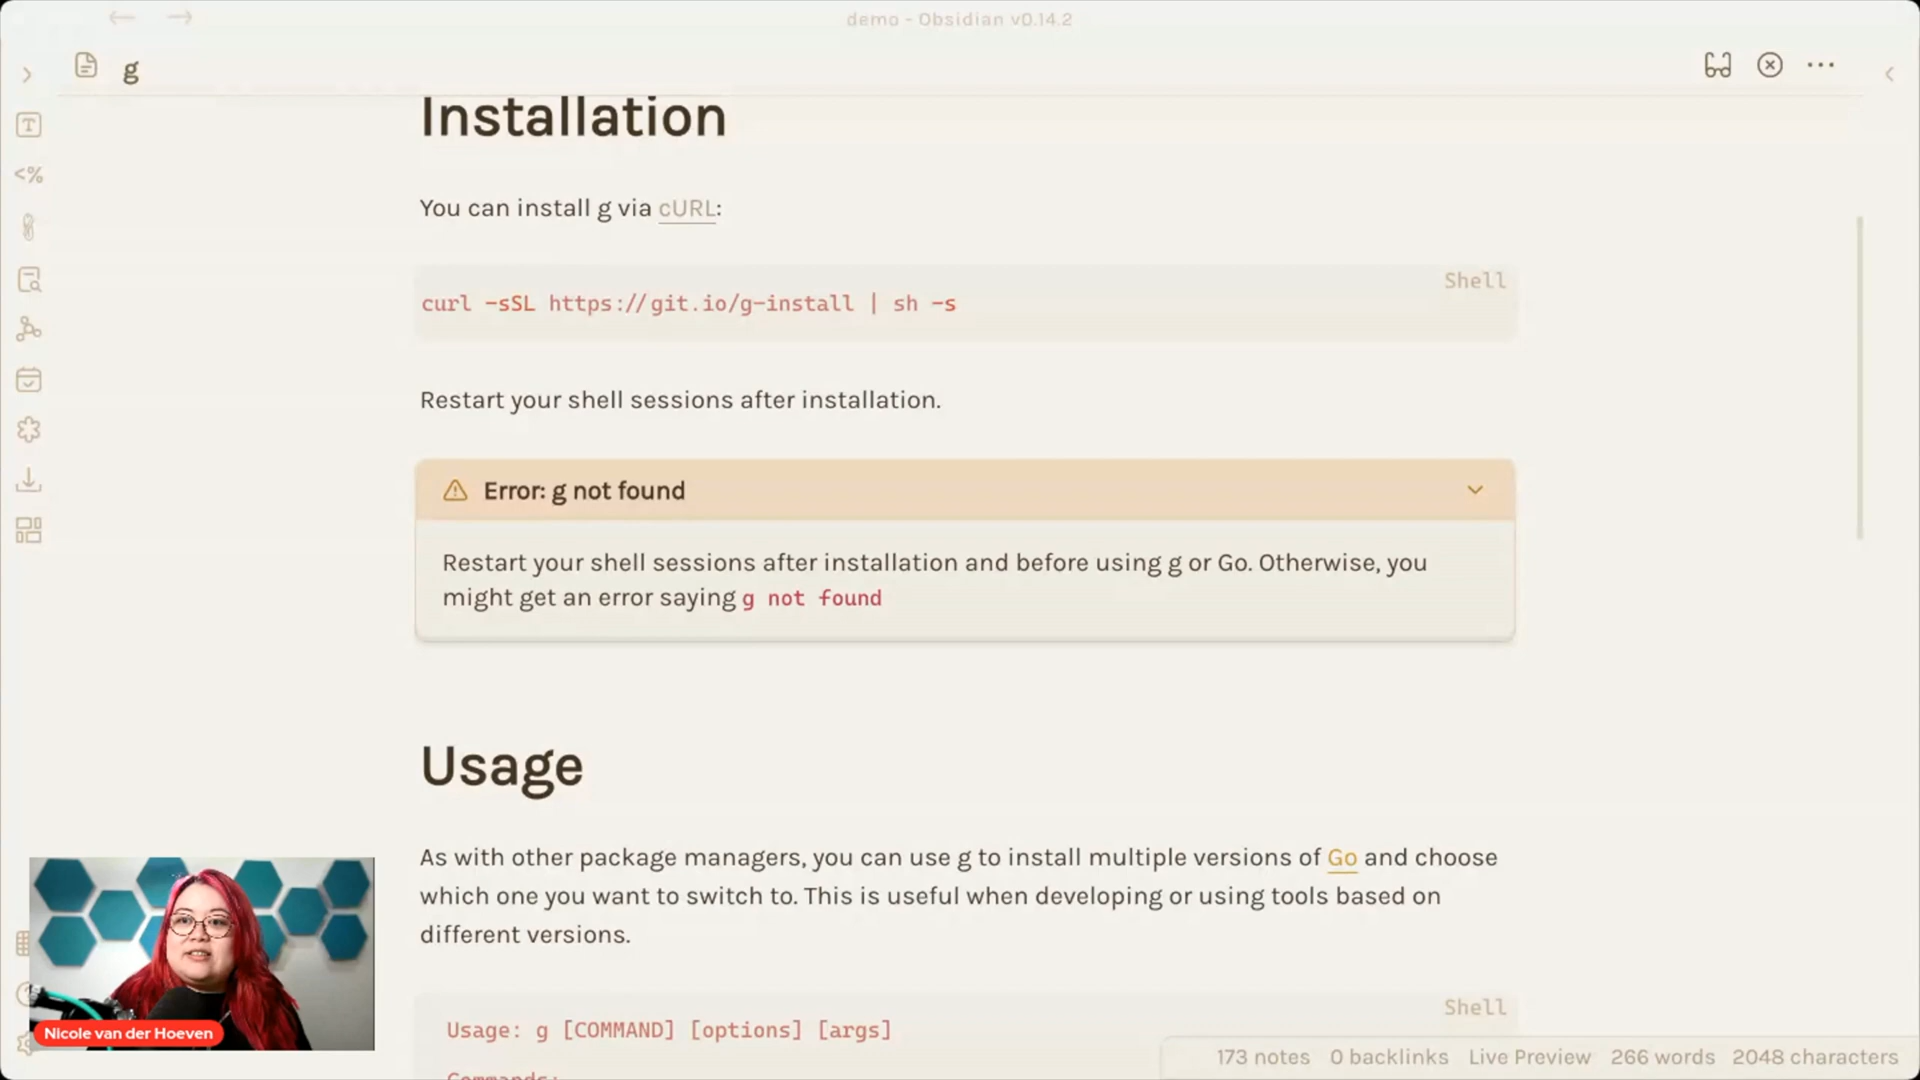 demo - Obsidian v0.14.2
g
Installation
You can install g via cURL:
Shell
curl -sSL https://git.io/g-install | sh -s
Restart your shell sessions after installation.
Error: g not found
Restart your shell sessions after installation and before using g or Go. Otherwise, you
might get an error saying g not found
Usage
As with other package managers, you can use g to install multiple versions of Go and choose
which one you want to switch to. This is useful when developing or using tools based on
different versions.
Shell
Usage: g [COMMAND] [options] [args]
Commands:
Nicole van der Hoeven
173 notes 0 backlinks Live Preview 266 words 2048 characters